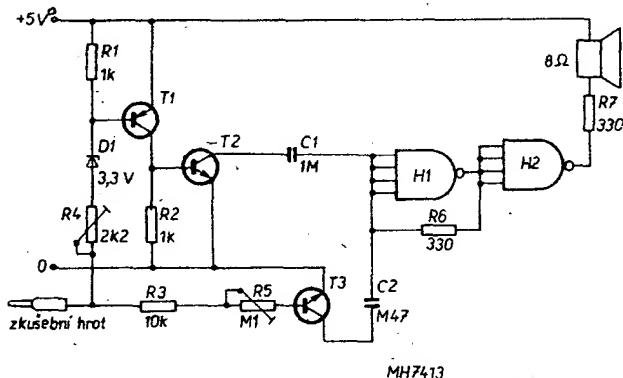 +5V
R1
1k
T1
D1
3,3 V
R4
2k2
R2
1k
T2
C1
1M
H1
H2
8Ω
R7
330
R6
330
0
T3
C2
M47
R3
10k
R5
M1
zkušební hrot
MH7413